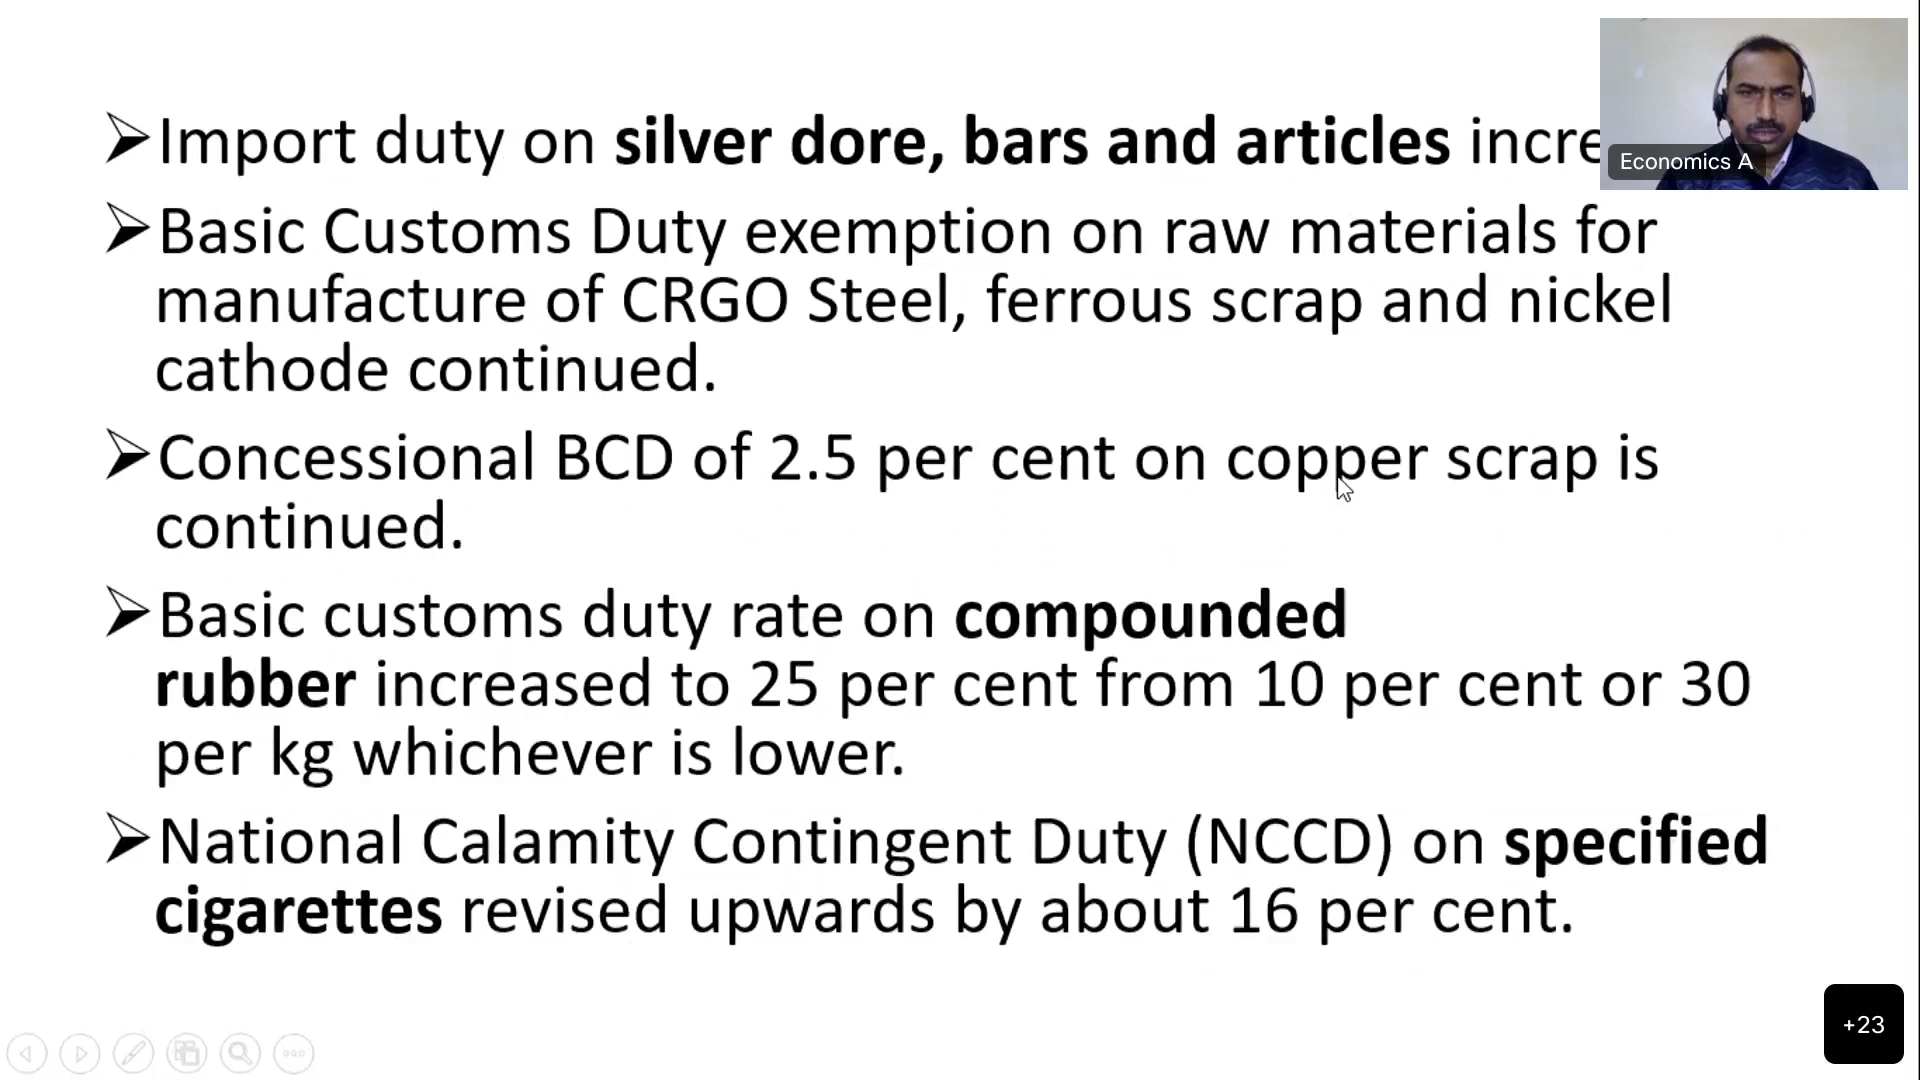 Import duty on silver dore, bars and articles
Economics A
Basic Customs Duty exemption on raw materials for
manufacture of CRGO Steel, ferrous scrap and nickel
cathode continued.
Concessional BCD of 2.5 per cent on copper scrap is
continued.
Basic customs duty rate on compounded
rubber increased to 25 per cent from 10 per cent or 30
per kg whichever is lower.
National Calamity Contingent Duty (NCCD) on specified
cigarettes revised upwards by about 16 per cent.
+23